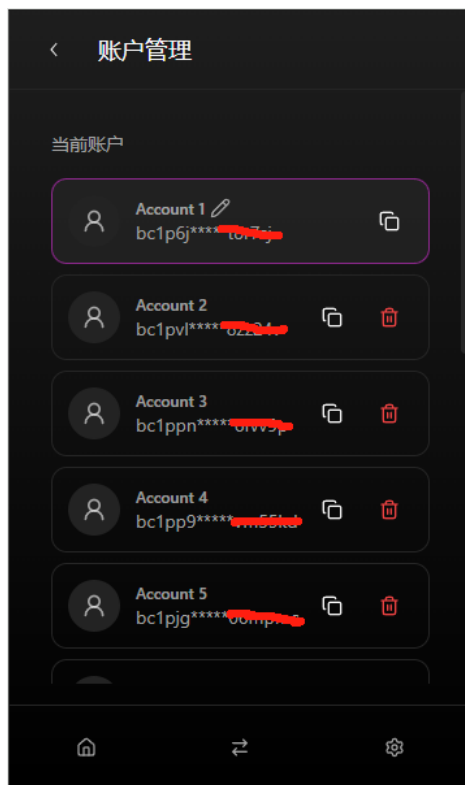 账户管理
当前账户
Account 1
bc1p6j****
Account 2
bc1pvl*****
Account 3
bc1ppn*****
Account 4
bc1pp9*****
Account 5
bc1pjg*****